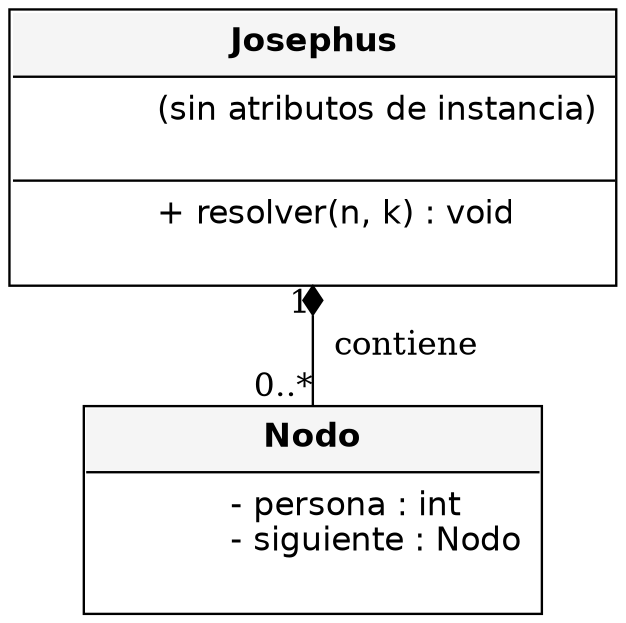 Josephus
(sin atributos de instancia)
+ resolver(n, k) : void
1
contiene
0..*
Nodo
- persona : int
- siguiente : Nodo